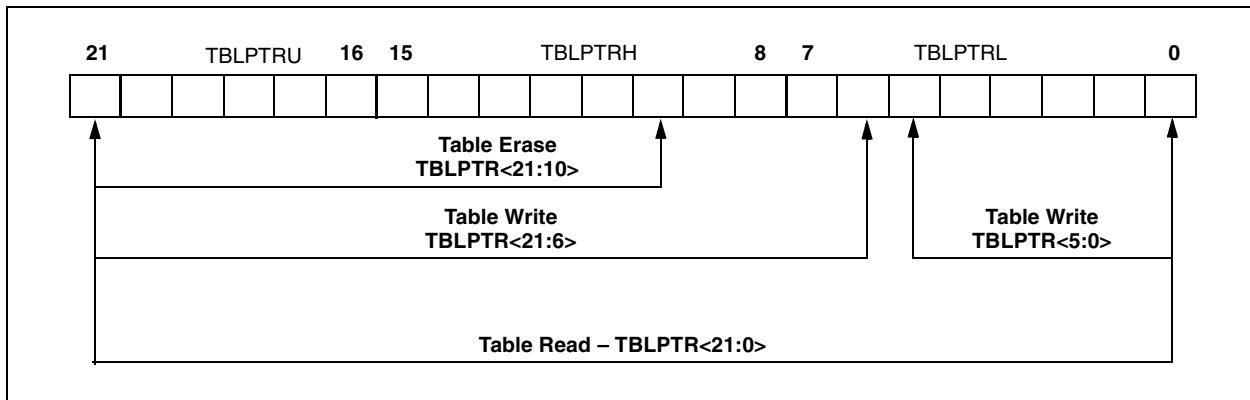 21 TBLPTRU 16 15 TBLPTRH 8 7 TBLPTRL 0
Table Erase
TBLPTR<21:10>
Table Write Table Write
TBLPTR<21:6> TBLPTR<5:0>
Table Read – TBLPTR<21:0>